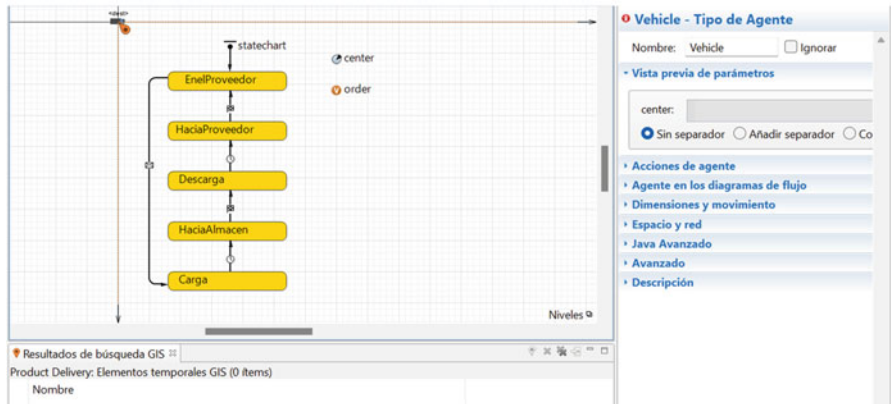 statechart
center
EnelProveedor
order
HaciaProveedor
Descarga
HaciaAlmacen
Carga
Niveles
Resultados de búsqueda GIS
Product Delivery: Elementos temporales GIS (0 ítems)
Nombre
Vehicle - Tipo de Agente
Nombre: Vehicle Ignorar
Vista previa de parámetros
center:
Sin separador Añadir separador Co
Acciones de agente
Agente en los diagramas de flujo
Dimensiones y movimiento
Espacio y red
Java Avanzado
Avanzado
Descripción